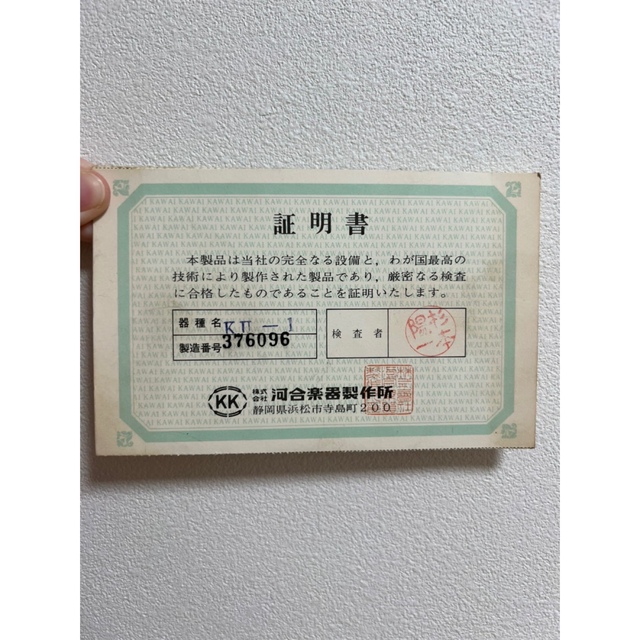 証明書
本製品は当社の完全なる設備と，わが国最高の
技術により製作された製品であり，厳密なる検査
に合格したものであることを証明いたします。
器種名 KⅡ－1
製造番号 376096
検査者
KK 株式会社 河合楽器製作所
静岡県浜松市寺島町200